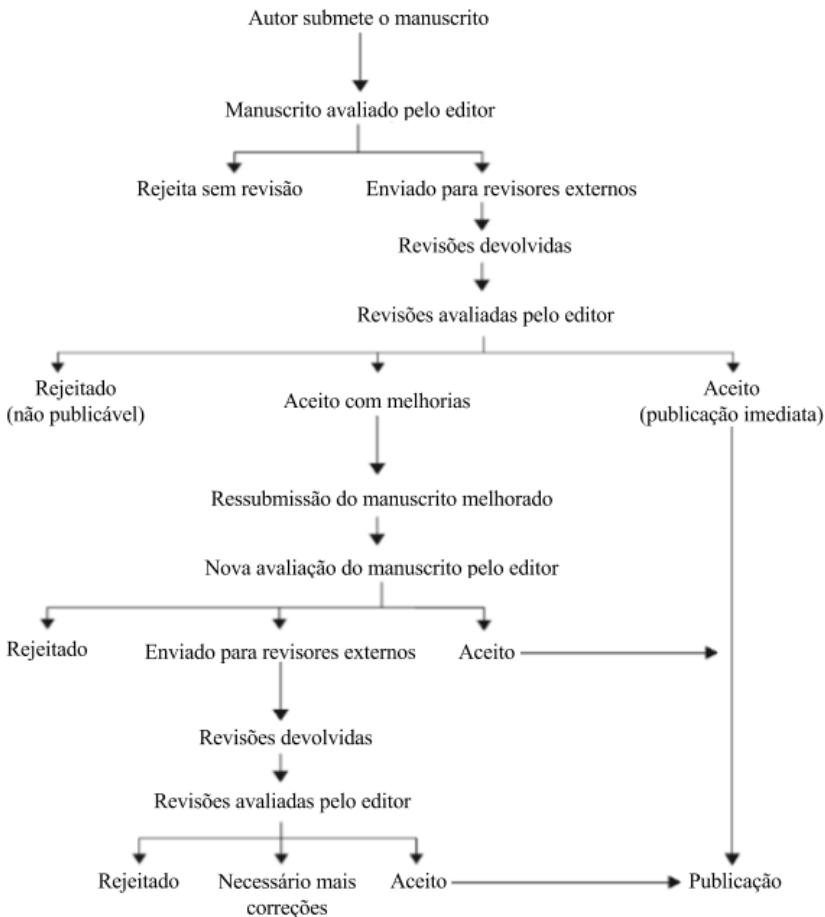 Autor submete o manuscrito
Manuscrito avaliado pelo editor
Rejeita sem revisão
Enviado para revisores externos
Revisões devolvidas
Revisões avaliadas pelo editor
Rejeitado
(não publicável)
Aceito com melhorias
Aceito
(publicação imediata)
Ressubmissão do manuscrito melhorado
Nova avaliação do manuscrito pelo editor
Rejeitado
Enviado para revisores externos
Aceito
Revisões devolvidas
Revisões avaliadas pelo editor
Rejeitado
Necessário mais
correções
Aceito
Publicação